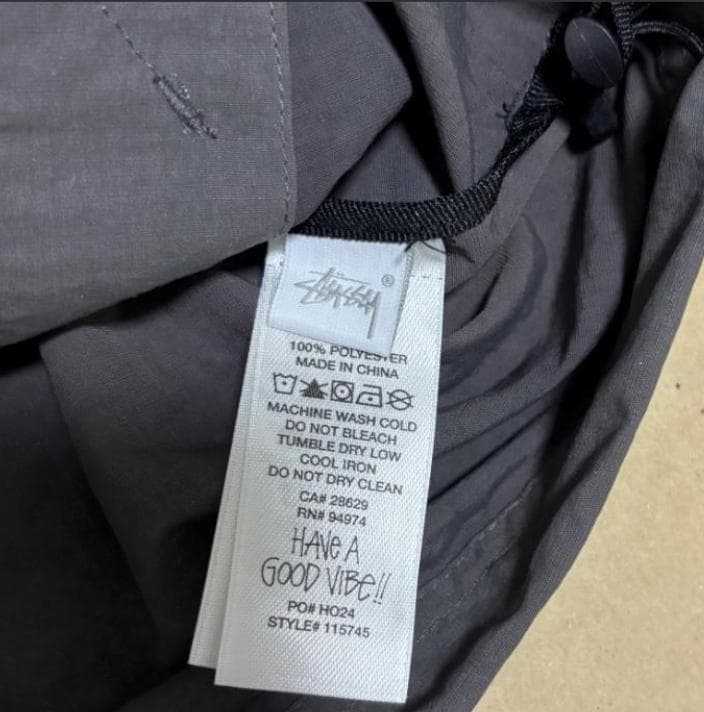 Stüssy ®
100% POLYESTER
MADE IN CHINA
MACHINE WASH COLD
DO NOT BLEACH
TUMBLE DRY LOW
COOL IRON
DO NOT DRY CLEAN
CA# 28629
RN# 94974
HAVE A
GOOD VIBE!!
PO# HO24
STYLE# 115745